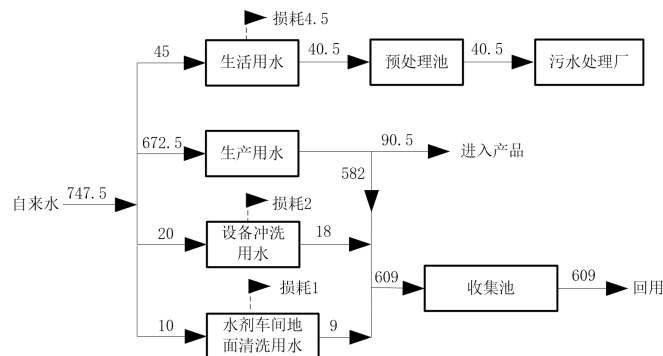 损耗4.5
45
生活用水
40.5
预处理池
40.5
污水处理厂
672.5
生产用水
90.5
进入产品
582
自来水
747.5
损耗2
20
设备冲洗
用水
18
609
收集池
609
回用
损耗1
10
水剂车间地
面清洗用水
9